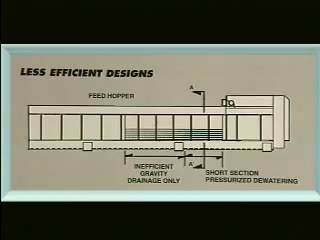 LESS EFFICIENT DESIGNS
FEED HOPPER
A
INEFFICIENT
GRAVITY
DRAINAGE ONLY
A'
SHORT SECTION
PRESSURIZED DEWATERING